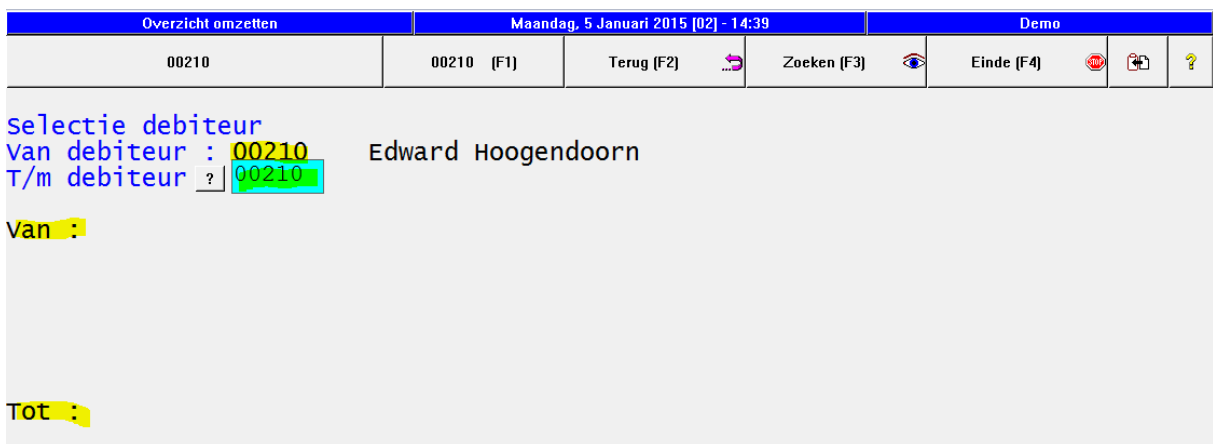 Overzicht omzetten Maandag, 5 Januari 2015 [02] - 14:39 Demo
00210 00210 (F1) Terug (F2) Zoeken (F3) STOP Einde (F4) ?
Selectie debiteur
Van debiteur : 00210 Edward Hoogendoorn
T/m debiteur ? 00210
Van :
Tot :